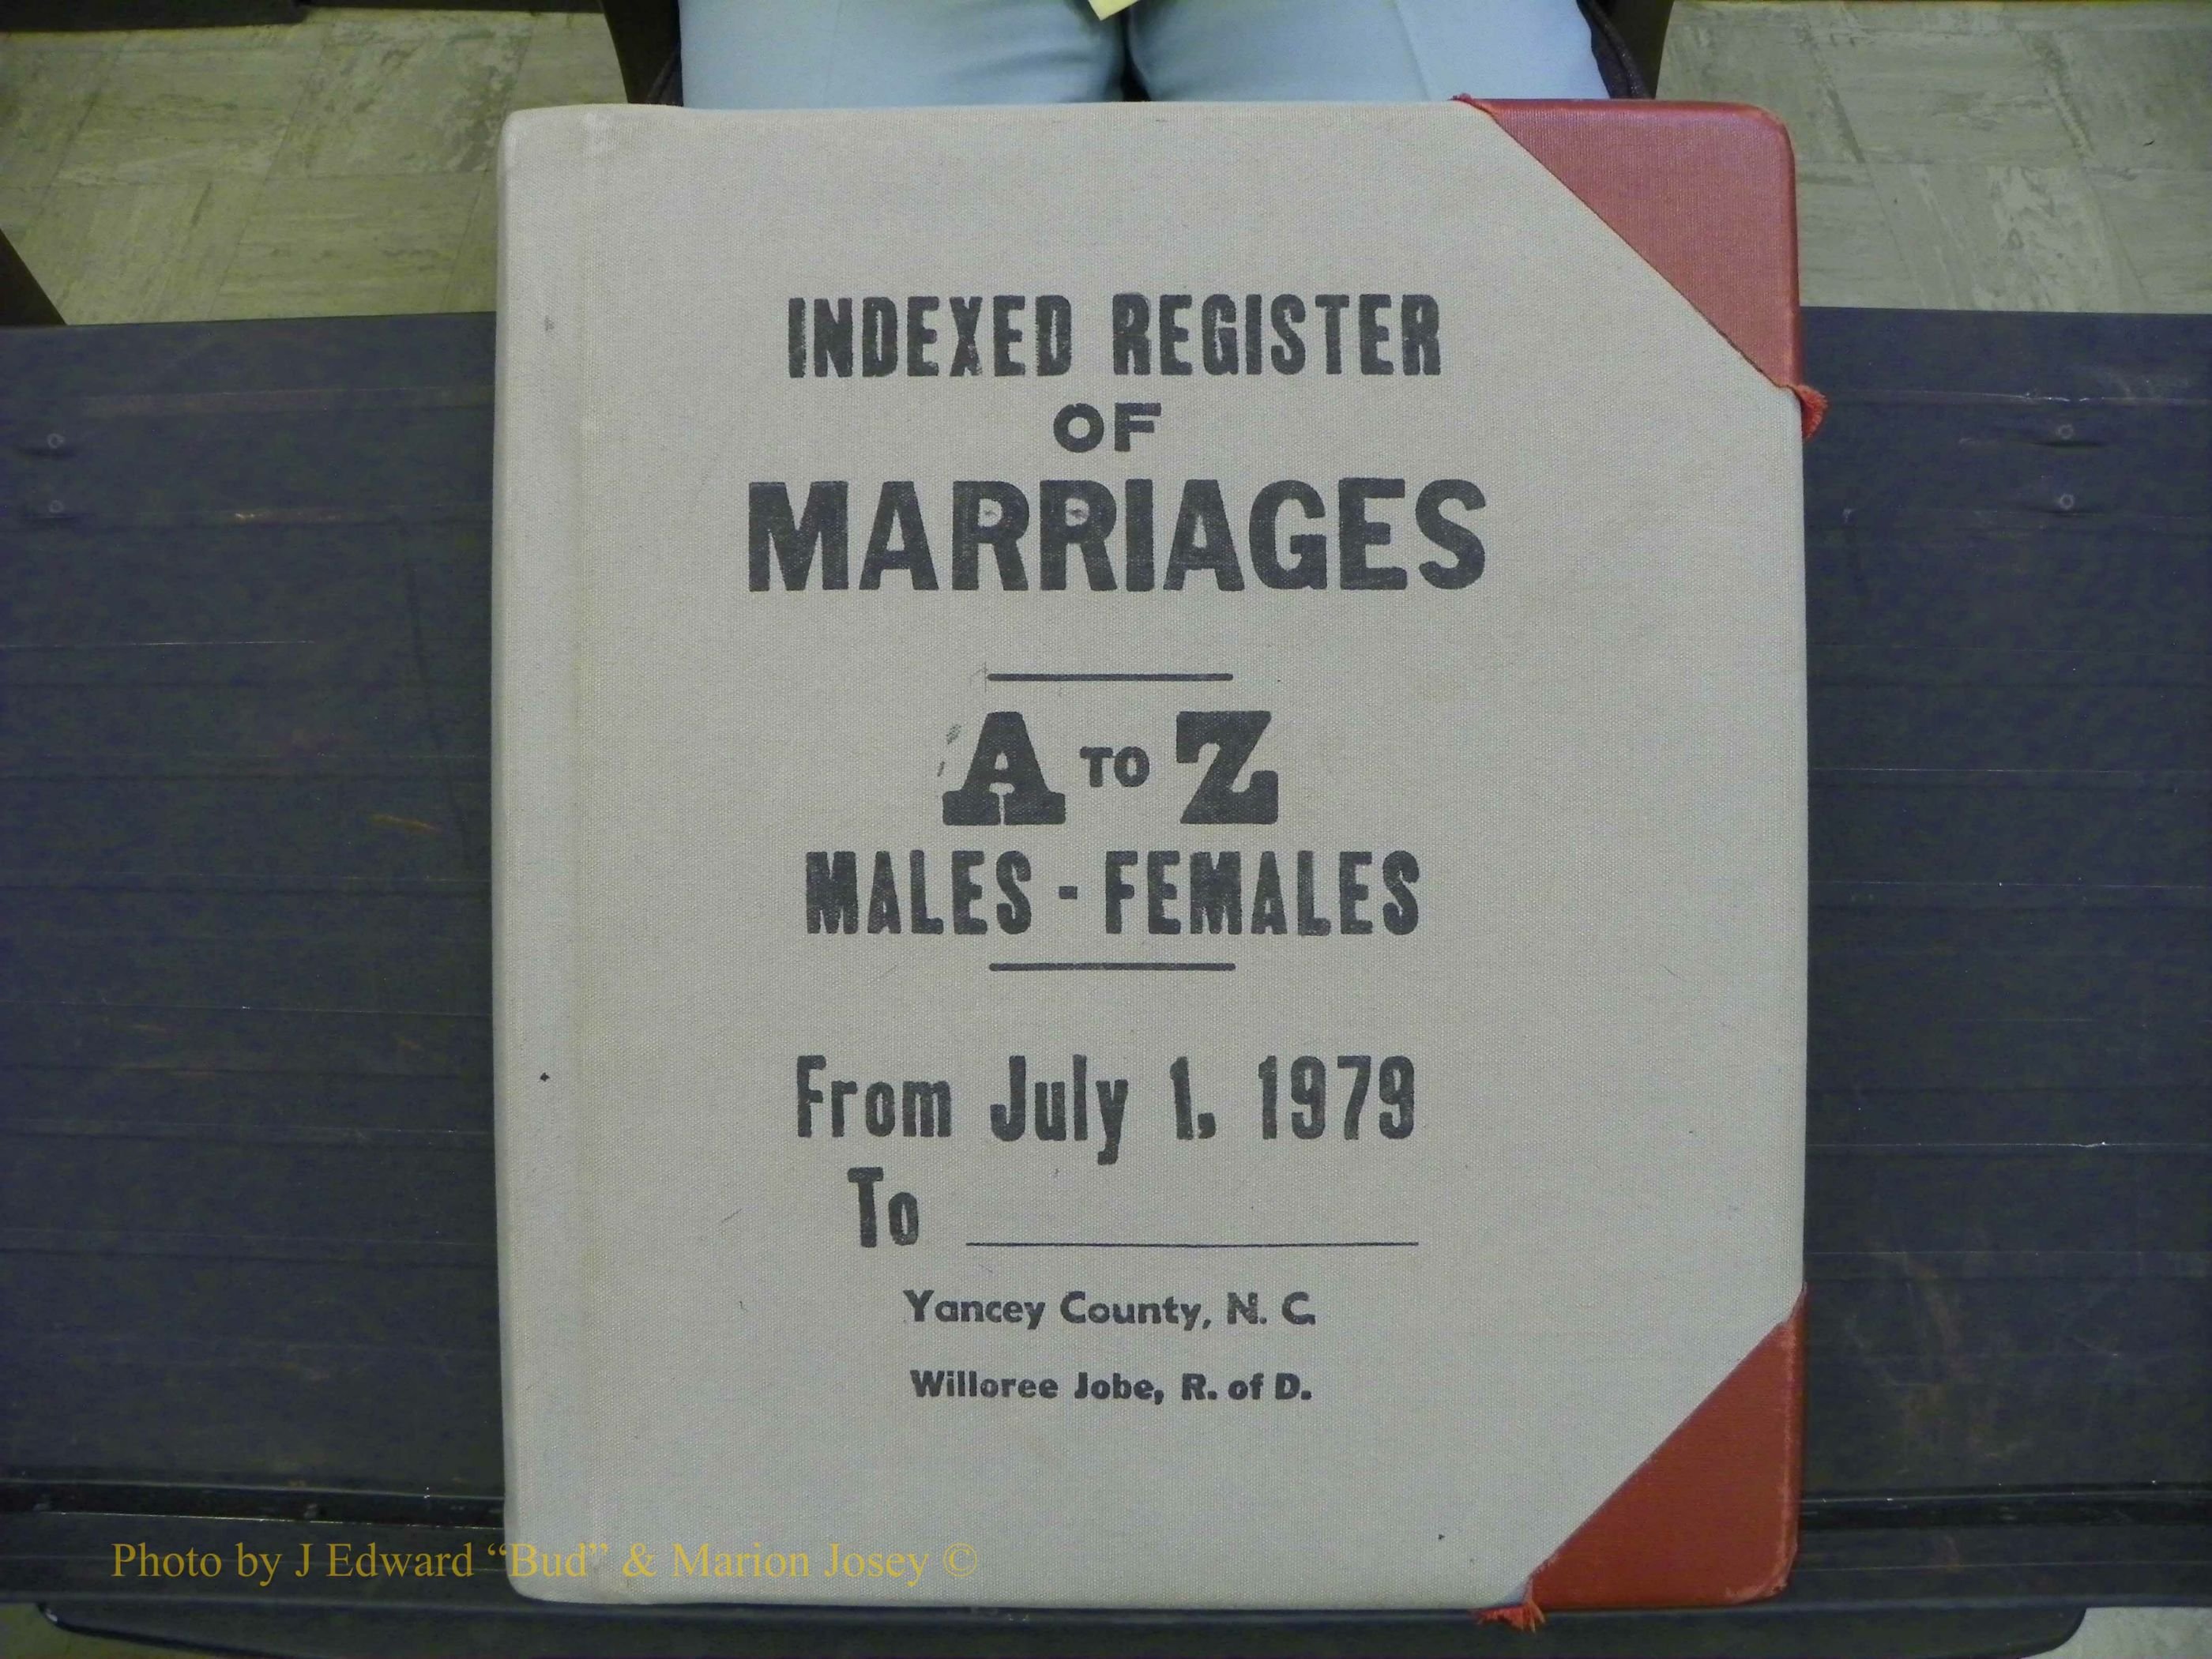 INDEXED REGISTER
OF
MARRIAGES
A TO Z
MALES - FEMALES
From July 1, 1979
To
Yancey County, N. C.
Willoree Jobe, R. of D.
Photo by J Edward “Bud” & Marion Josey ©